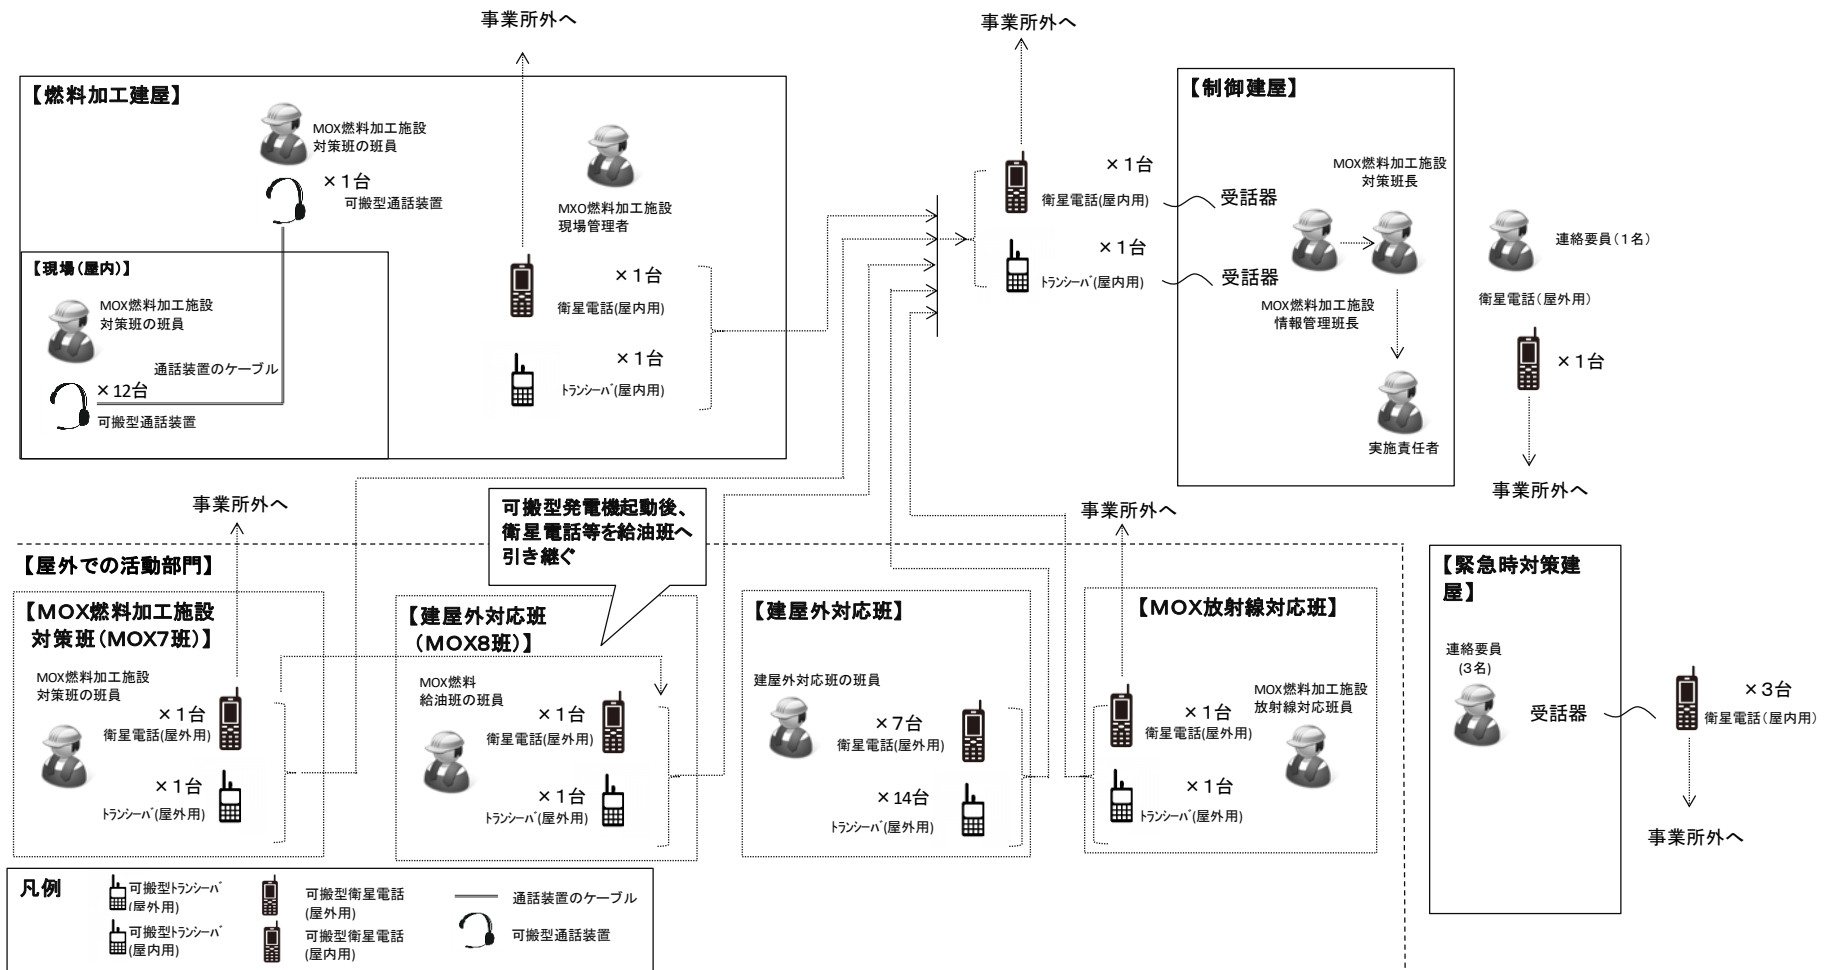 事業所外へ
事業所外へ
【燃料加工建屋】
MOX燃料加工施設
対策班の班員
×1台
可搬型通話装置
MXO燃料加工施設
現場管理者
×1台
衛星電話(屋内用)
×1台
トランシーバ(屋内用)
【現場(屋内)】
MOX燃料加工施設
対策班の班員
通話装置のケーブル
×12台
可搬型通話装置
×1台
衛星電話(屋内用)
×1台
トランシーバ(屋内用)
受話器
受話器
【制御建屋】
MOX燃料加工施設
対策班長
MOX燃料加工施設
情報管理班長
実施責任者
連絡要員(1名)
衛星電話(屋外用)
×1台
事業所外へ
事業所外へ
可搬型発電機起動後、
衛星電話等を給油班へ
引き継ぐ
事業所外へ
【屋外での活動部門】
【MOX燃料加工施設
対策班(MOX7班)】
MOX燃料加工施設
対策班の班員
×1台
衛星電話(屋外用)
×1台
トランシーバ(屋外用)
【建屋外対応班
(MOX8班)】
MOX燃料
給油班の班員
×1台
衛星電話(屋外用)
×1台
トランシーバ(屋外用)
【建屋外対応班】
建屋外対応班の班員
×7台
衛星電話(屋外用)
×14台
トランシーバ(屋外用)
【MOX放射線対応班】
×1台
衛星電話(屋外用)
×1台
トランシーバ(屋外用)
MOX燃料加工施設
放射線対応班員
【緊急時対策建
屋】
連絡要員
(3名)
受話器
×3台
衛星電話(屋内用)
事業所外へ
凡例
可搬型トランシーバ
(屋外用)
可搬型トランシーバ
(屋内用)
可搬型衛星電話
(屋外用)
可搬型衛星電話
(屋内用)
通話装置のケーブル
可搬型通話装置